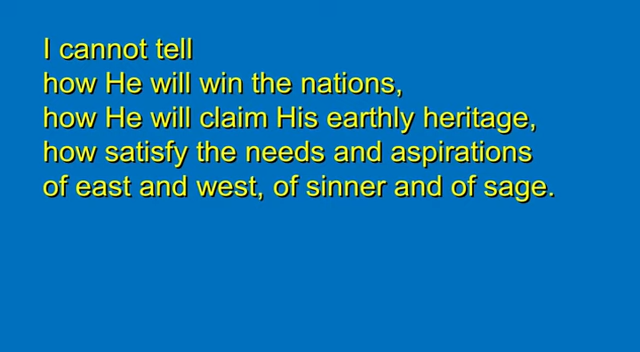 I cannot tell
how He will win the nations,
how He will claim His earthly heritage,
how satisfy the needs and aspirations
of east and west, of sinner and of sage.